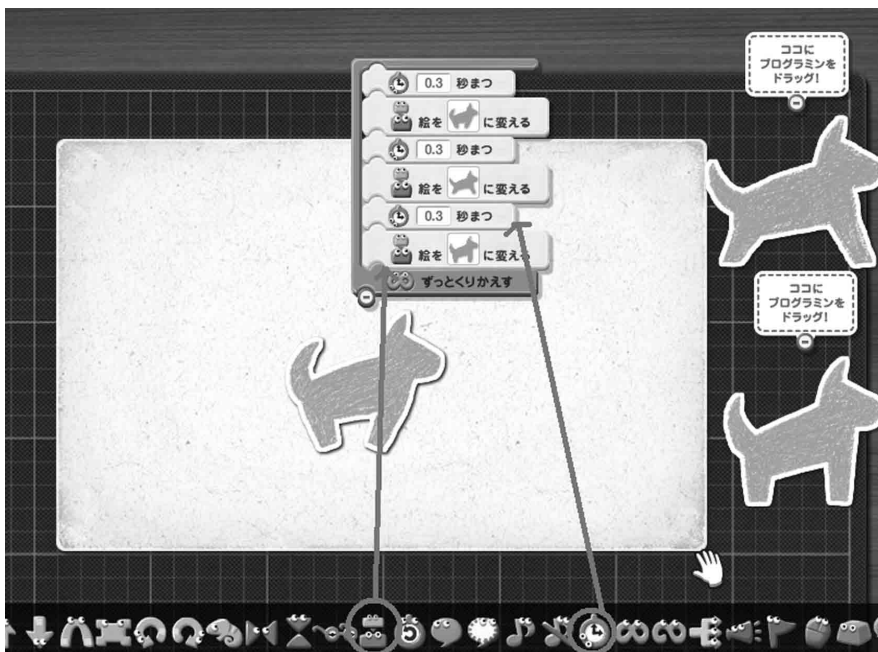 ココに
プログラミンを
ドラッグ!
0.3 秒まつ
絵を に変える
0.3 秒まつ
絵を に変える
0.3 秒まつ
絵を に変える
ずっとくりかえす
ココに
プログラミンを
ドラッグ!